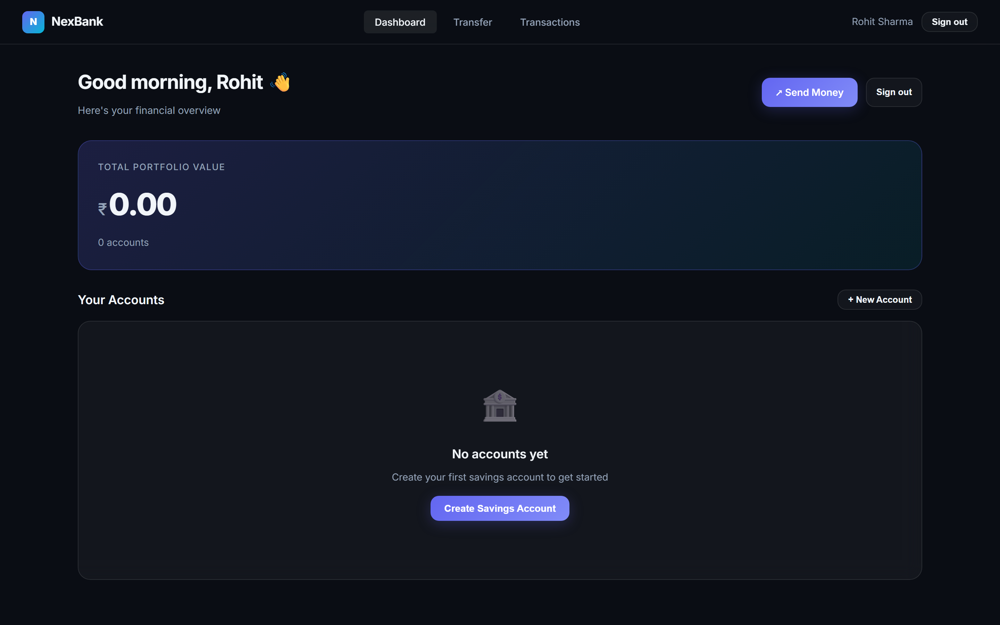 N NexBank Dashboard Transfer Transactions Rohit Sharma Sign out
Good morning, Rohit 👋
Here's your financial overview
↗ Send Money Sign out
TOTAL PORTFOLIO VALUE
₹0.00
0 accounts
Your Accounts + New Account
$
No accounts yet
Create your first savings account to get started
Create Savings Account